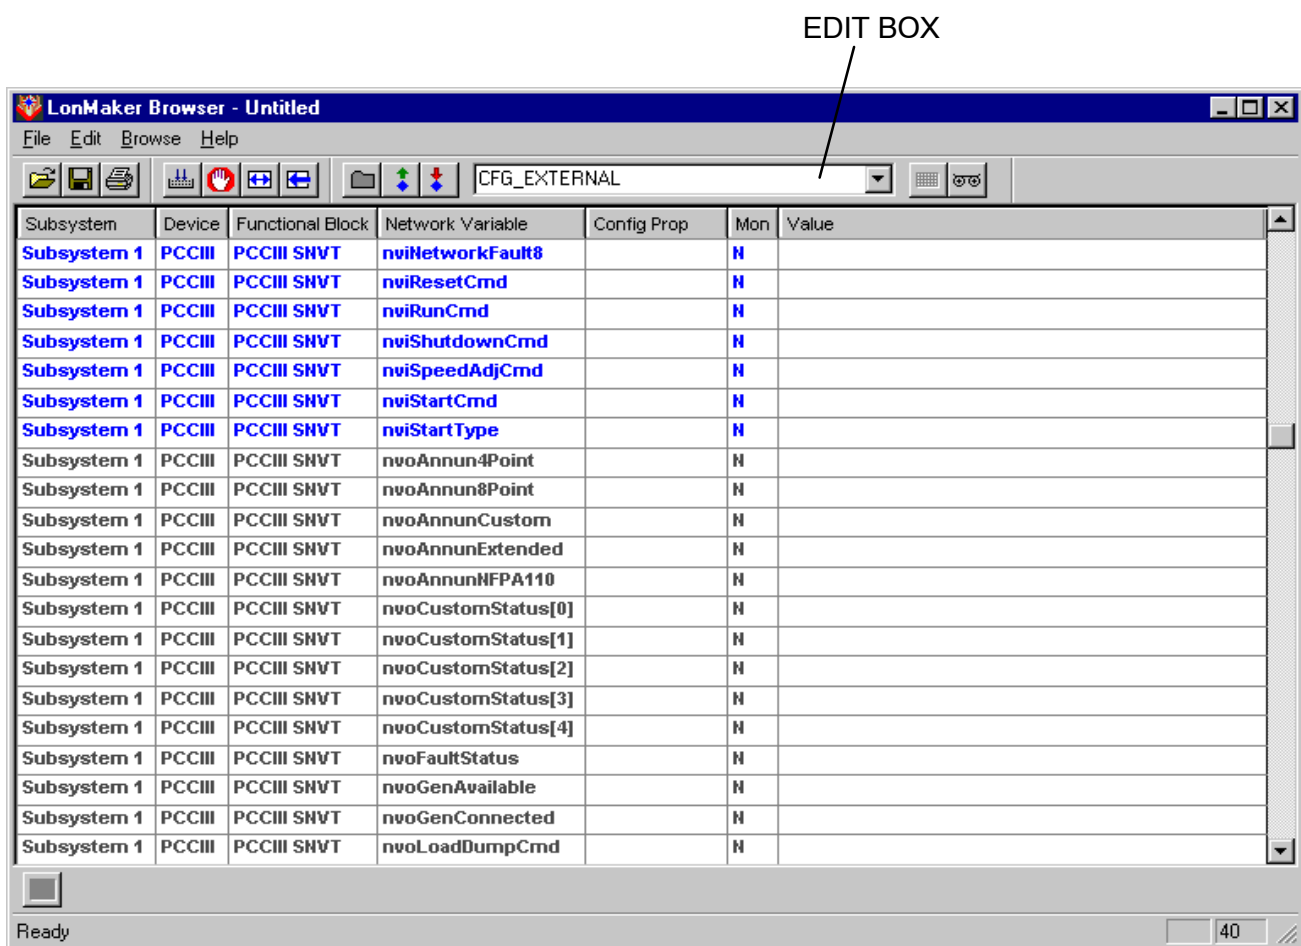 EDIT BOX
LonMaker Browser - Untitled
File Edit Browse Help
CFG_EXTERNAL
Subsystem Device Functional Block Network Variable Config Prop Mon Value
Subsystem 1 PCCIII PCCIII SNVT nviNetworkFault8 N
Subsystem 1 PCCIII PCCIII SNVT nviResetCmd N
Subsystem 1 PCCIII PCCIII SNVT nviRunCmd N
Subsystem 1 PCCIII PCCIII SNVT nviShutdownCmd N
Subsystem 1 PCCIII PCCIII SNVT nviSpeedAdjCmd N
Subsystem 1 PCCIII PCCIII SNVT nviStartCmd N
Subsystem 1 PCCIII PCCIII SNVT nviStartType N
Subsystem 1 PCCIII PCCIII SNVT nvoAnnun4Point N
Subsystem 1 PCCIII PCCIII SNVT nvoAnnun8Point N
Subsystem 1 PCCIII PCCIII SNVT nvoAnnunCustom N
Subsystem 1 PCCIII PCCIII SNVT nvoAnnunExtended N
Subsystem 1 PCCIII PCCIII SNVT nvoAnnunNFPA110 N
Subsystem 1 PCCIII PCCIII SNVT nvoCustomStatus[0] N
Subsystem 1 PCCIII PCCIII SNVT nvoCustomStatus[1] N
Subsystem 1 PCCIII PCCIII SNVT nvoCustomStatus[2] N
Subsystem 1 PCCIII PCCIII SNVT nvoCustomStatus[3] N
Subsystem 1 PCCIII PCCIII SNVT nvoCustomStatus[4] N
Subsystem 1 PCCIII PCCIII SNVT nvoFaultStatus N
Subsystem 1 PCCIII PCCIII SNVT nvoGenAvailable N
Subsystem 1 PCCIII PCCIII SNVT nvoGenConnected N
Subsystem 1 PCCIII PCCIII SNVT nvoLoadDumpCmd N
Ready 40